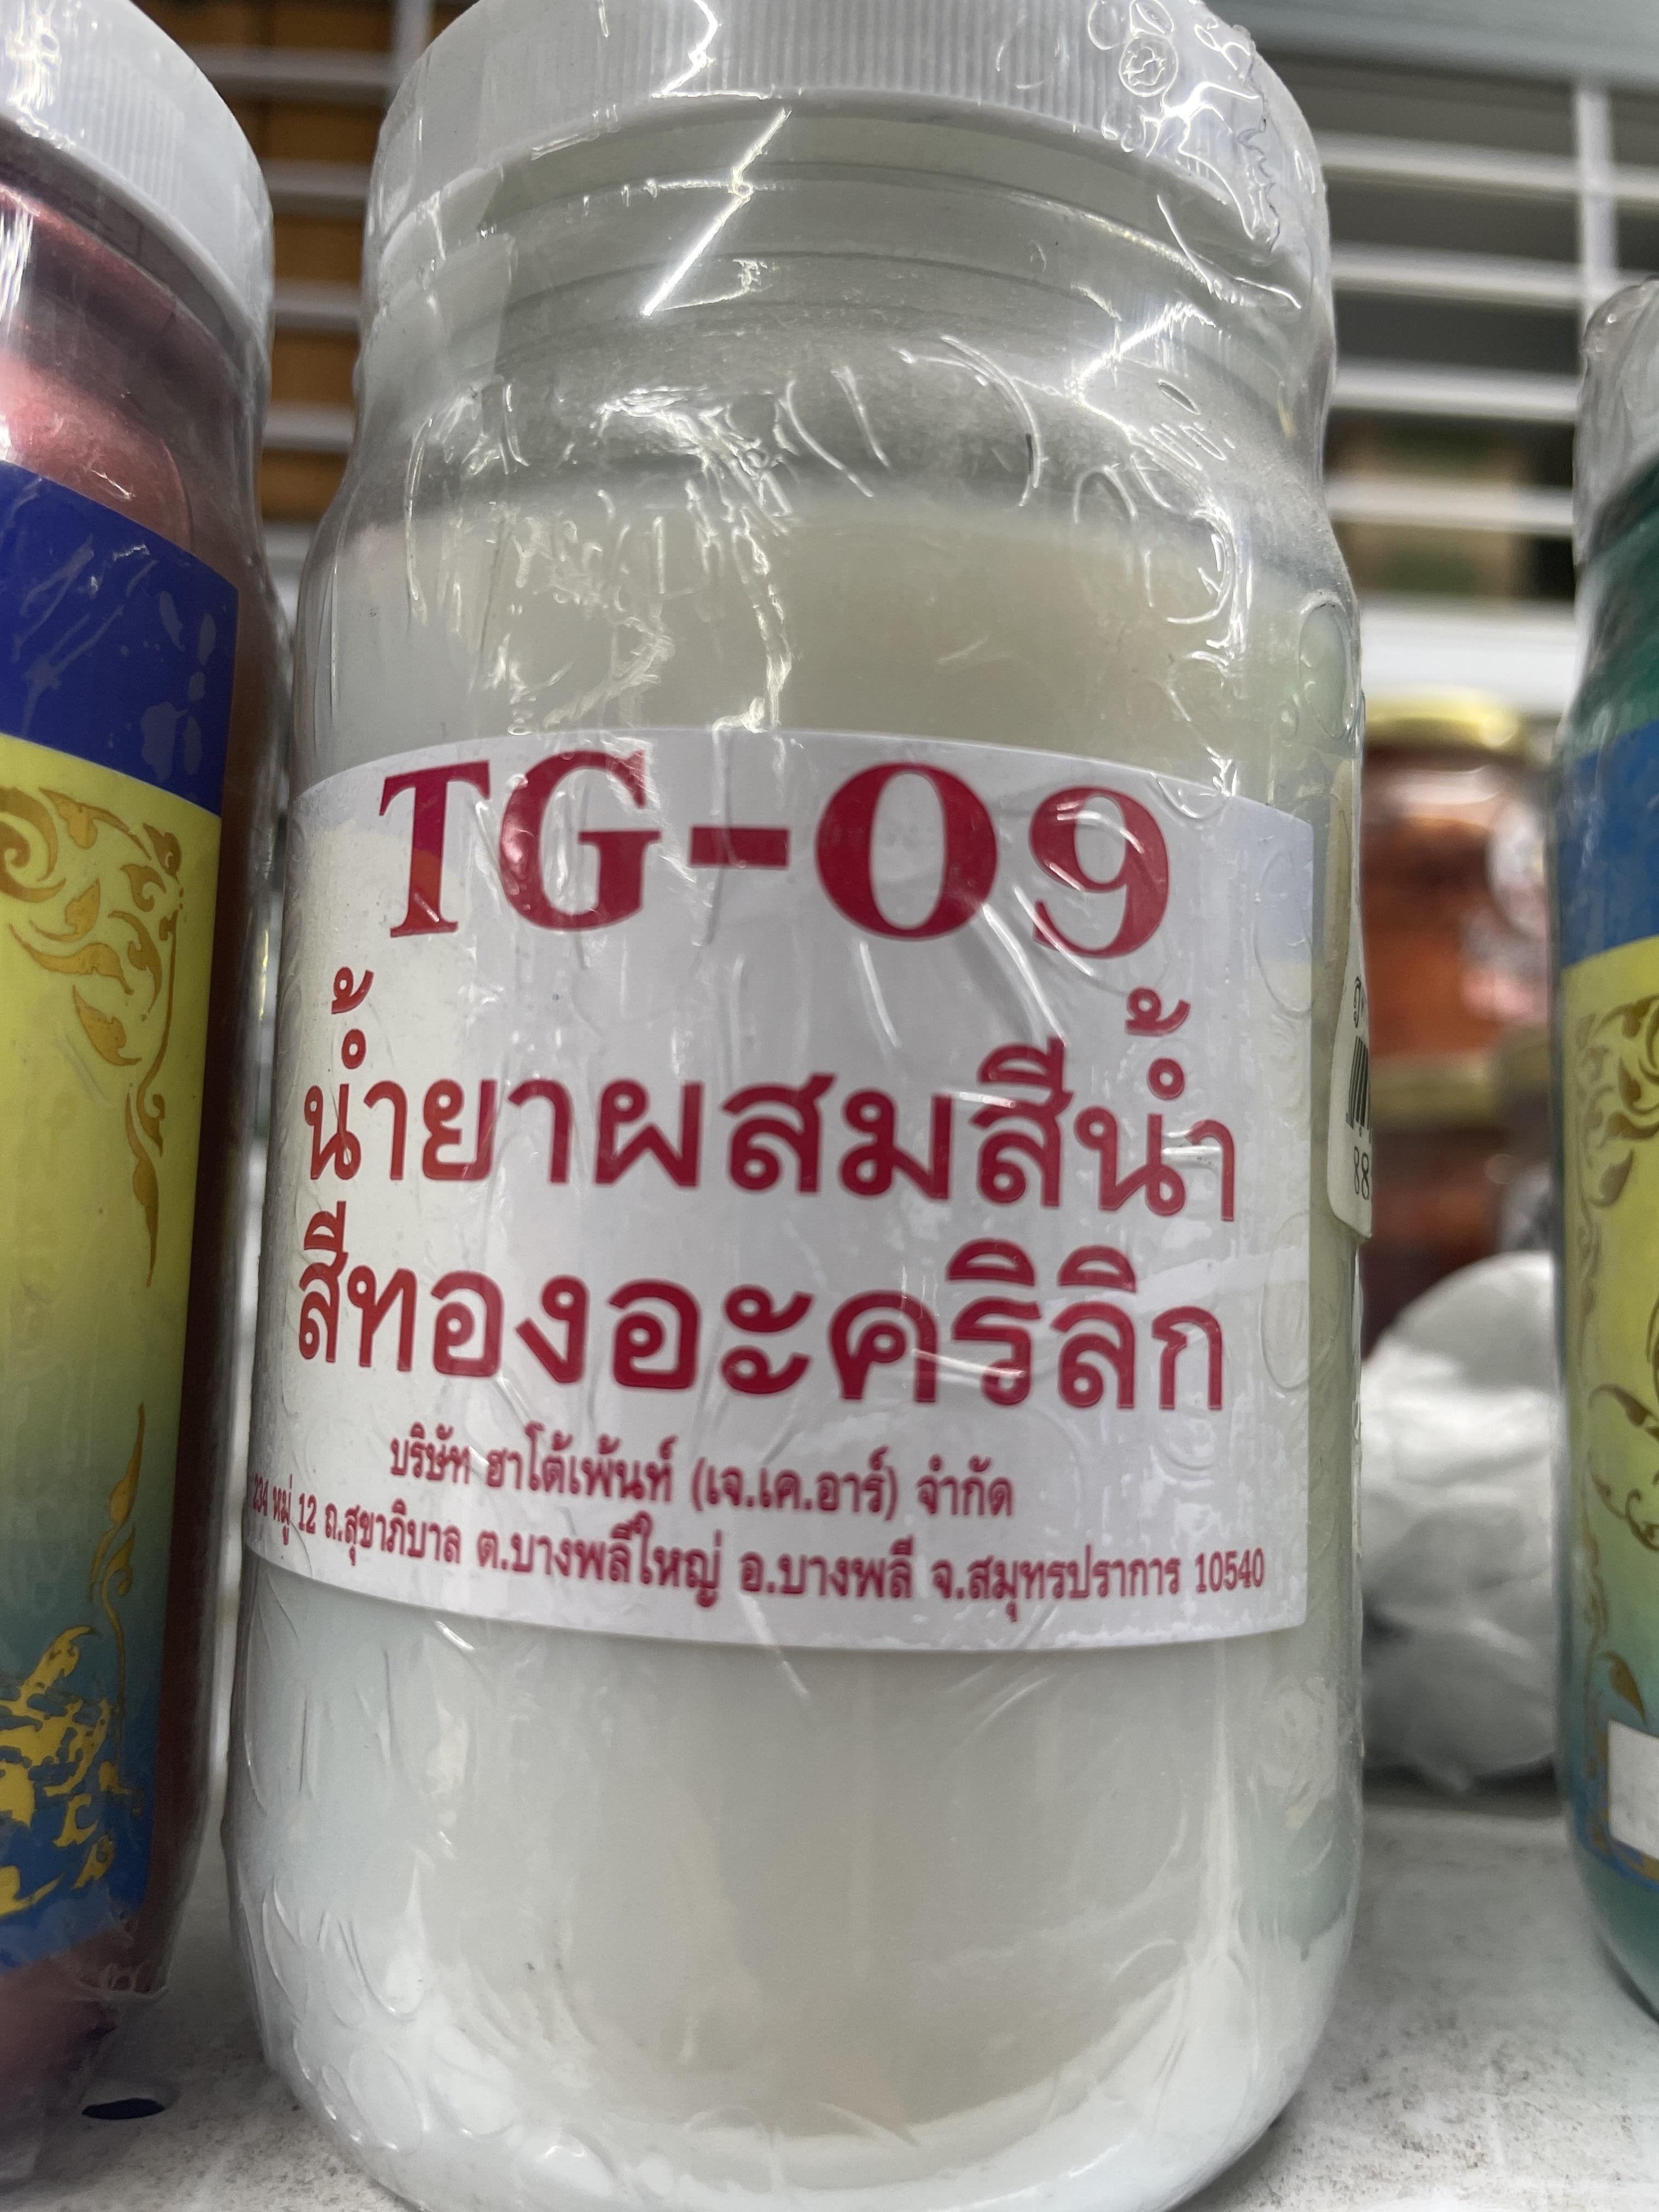 TG-09
น้ำยาผสมสีน้ำ
สีทองอะคริลิก
บริษัท ฮาโต้เพ้นท์ (เจ.เค.อาร์) จำกัด
234 หมู่ 12 ถ.สุขาภิบาล ต.บางพลีใหญ่ อ.บางพลี จ.สมุทรปราการ 10540
88